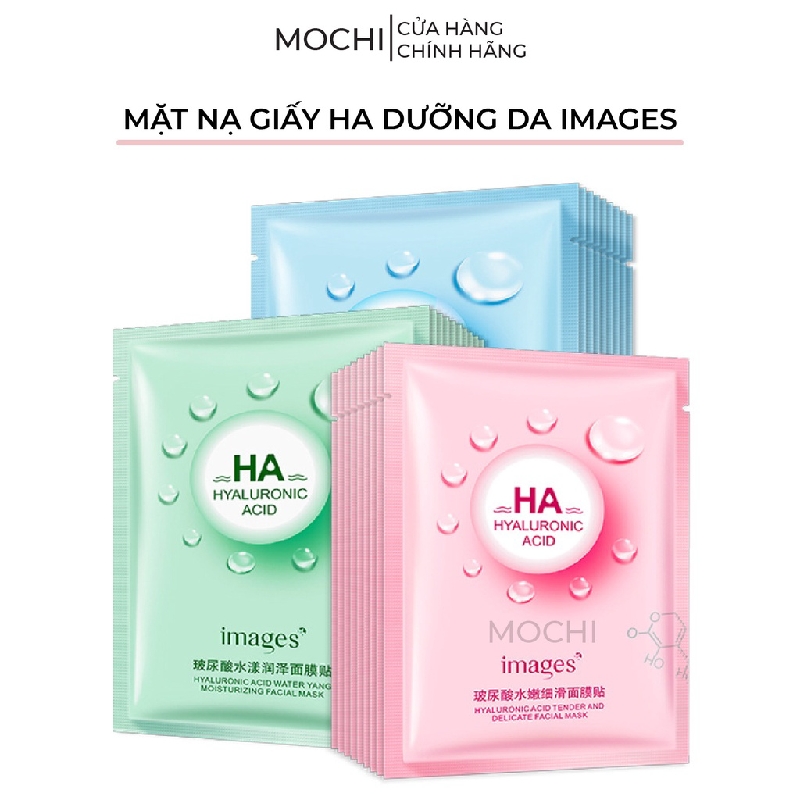 MOCHI
CỬA HÀNG
CHÍNH HÃNG
MẶT NẠ GIẤY HA DƯỠNG DA IMAGES
HA
HYALURONIC
ACID
images
玻尿酸水漾润泽面膜贴
HYALURONIC ACID WATER YANG
MOISTURIZING FACIAL MASK
HA
HYALURONIC
ACID
MOCHI
images
玻尿酸水嫩细滑面膜贴
HYALURONIC ACID TENDER AND
DELICATE FACIAL MASK
O
O
HO